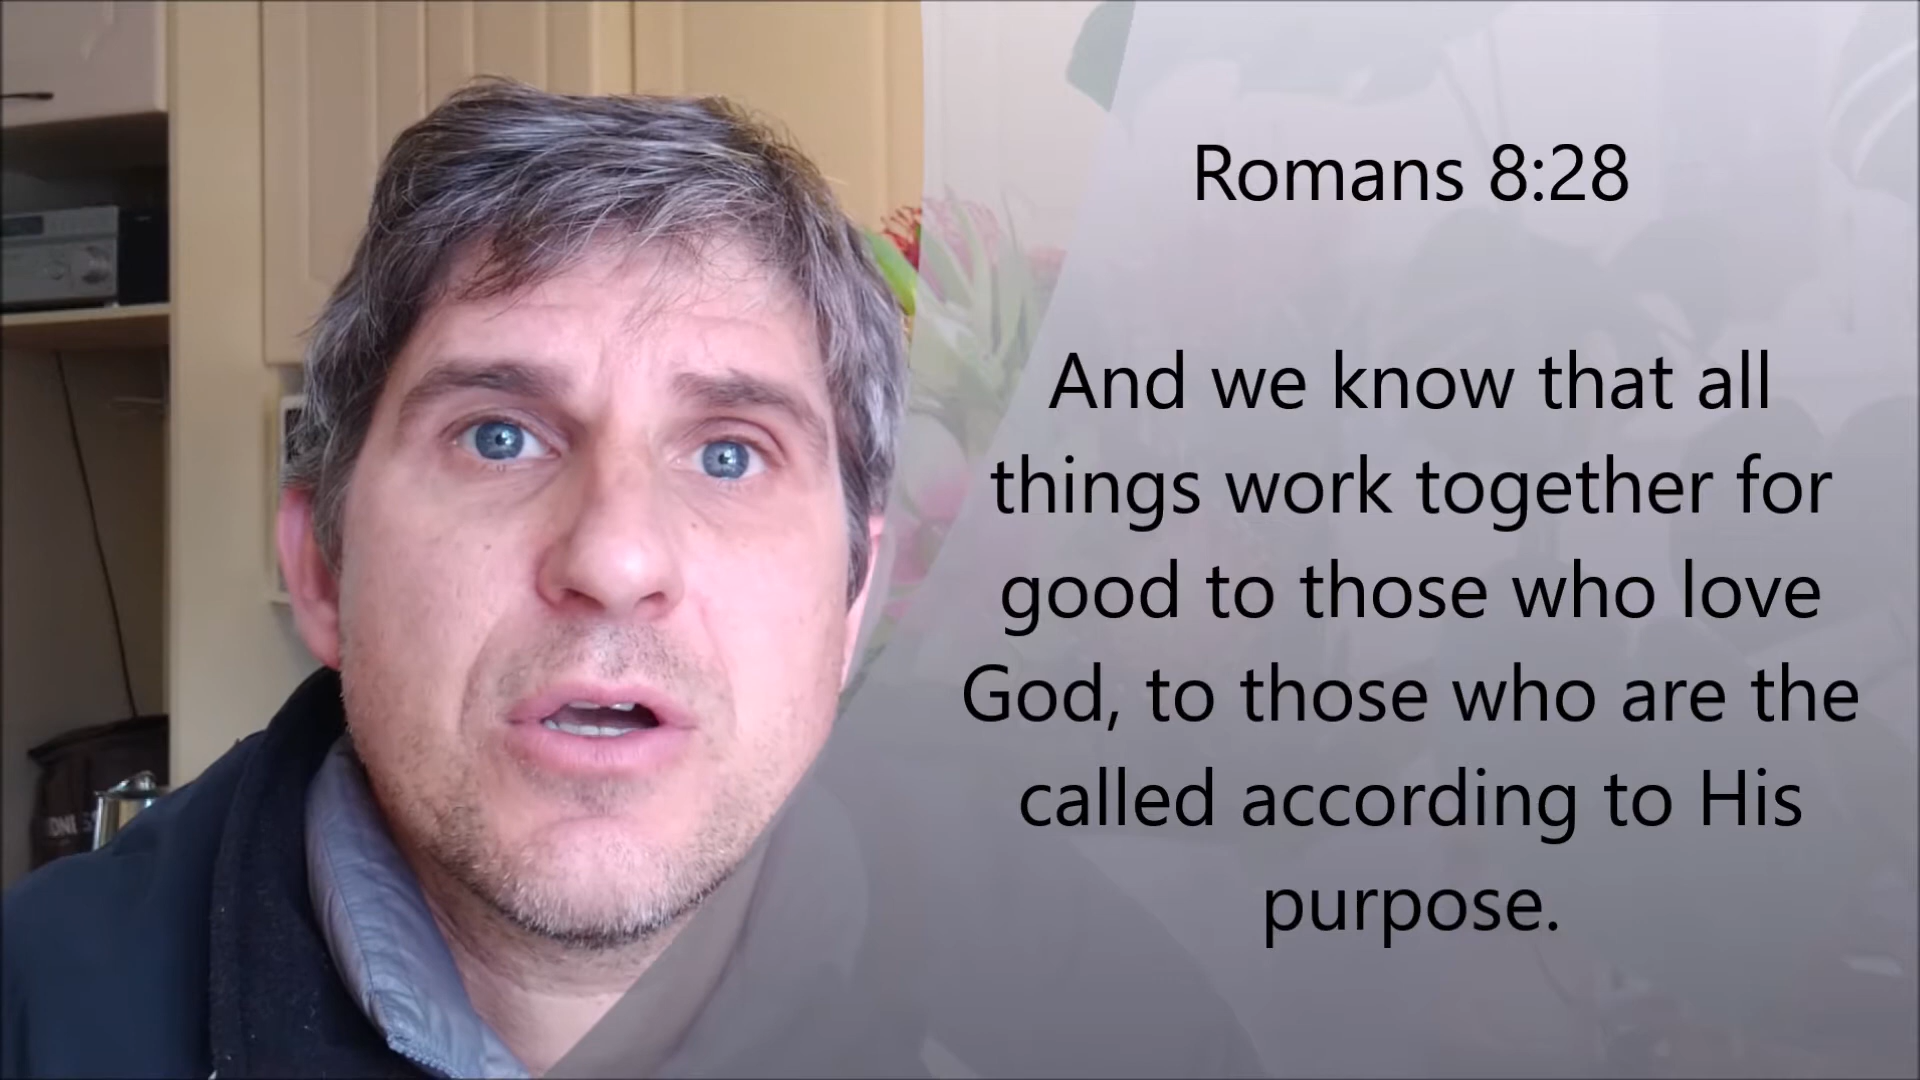 Romans 8:28
And we know that all
things work together for
good to those who love
God, to those who are the
called according to His
purpose.